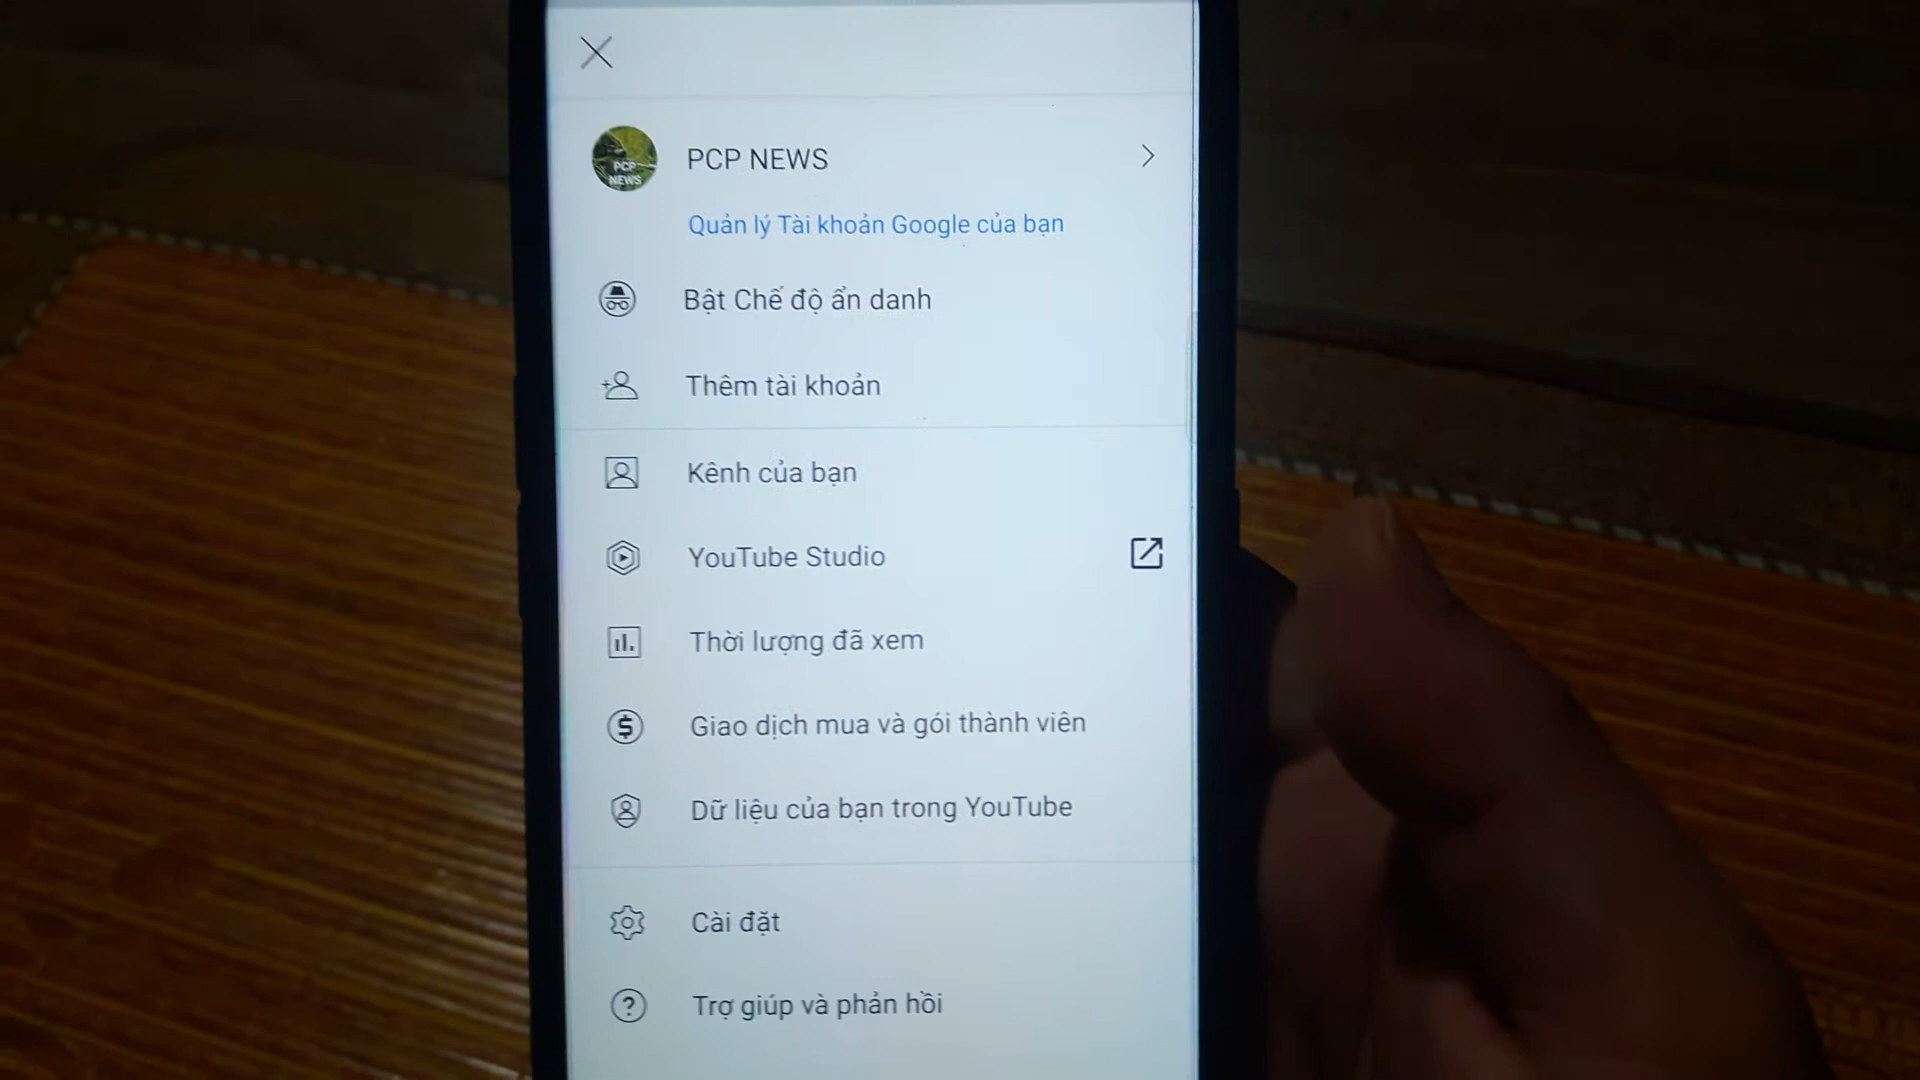 PCP NEWS
PCP
NEWS
Quản lý Tài khoản Google của bạn
Bật Chế độ ẩn danh
Thêm tài khoản
Kênh của bạn
YouTube Studio
Thời lượng đã xem
Giao dịch mua và gói thành viên
Dữ liệu của bạn trong YouTube
Cài đặt
Trợ giúp và phản hồi